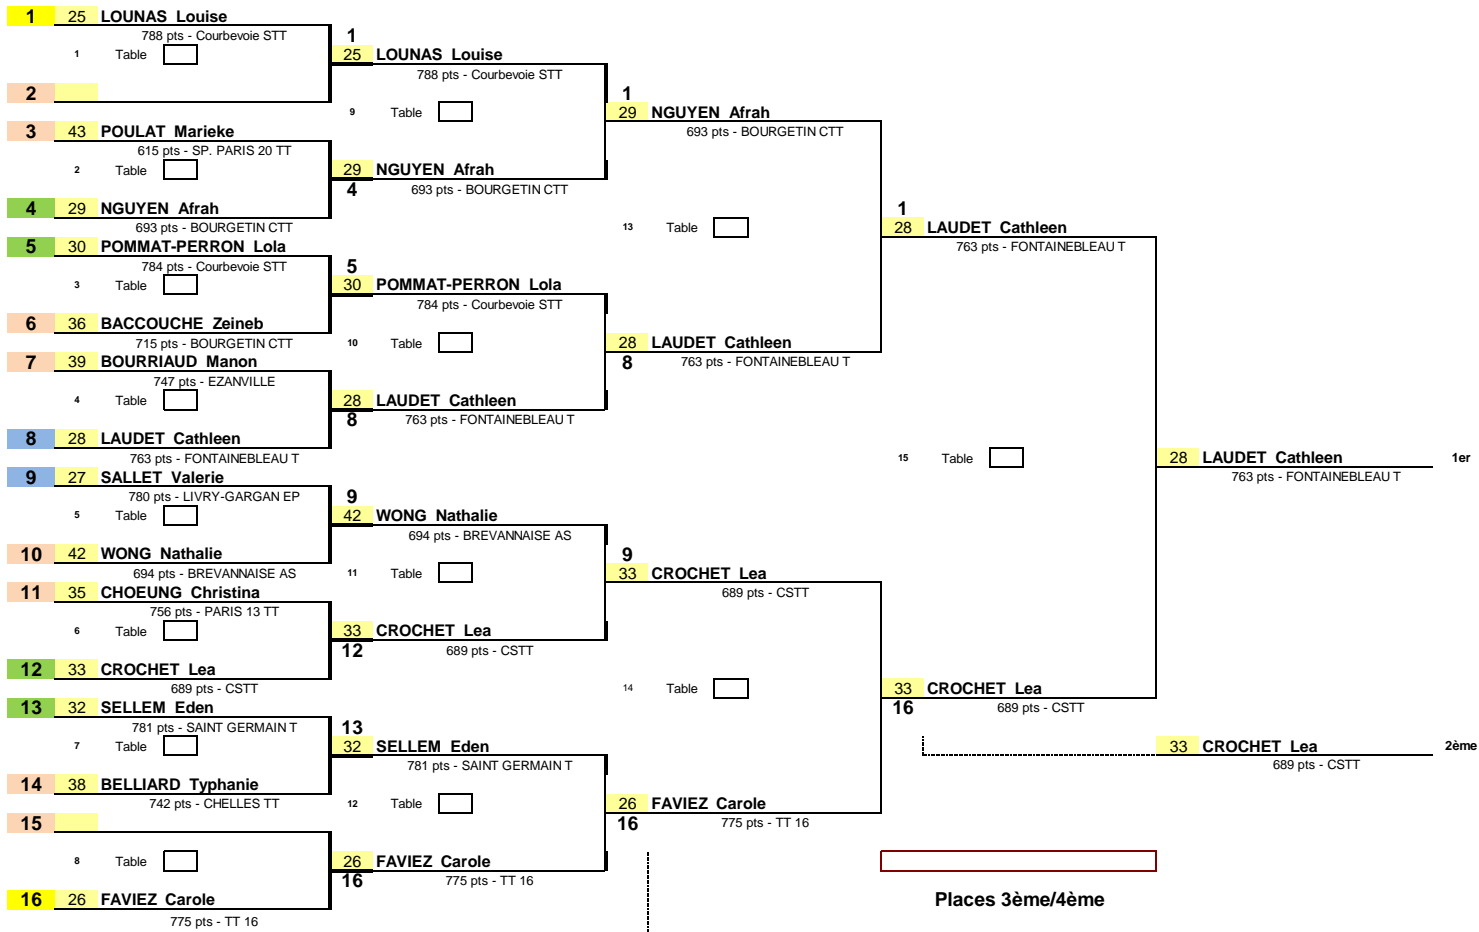 1 25 LOUNAS Louise
788 pts - Courbevoie STT
1 Table
2
1
25 LOUNAS Louise
788 pts - Courbevoie STT
9 Table
3 43 POULAT Marieke
615 pts - SP. PARIS 20 TT
2 Table
4 29 NGUYEN Afrah
693 pts - BOURGETIN CTT
29 NGUYEN Afrah
4
693 pts - BOURGETIN CTT
1
29 NGUYEN Afrah
693 pts - BOURGETIN CTT
13 Table
5 30 POMMAT-PERRON Lola
784 pts - Courbevoie STT
3 Table
6 36 BACCOUCHE Zeineb
715 pts - BOURGETIN CTT
5
30 POMMAT-PERRON Lola
784 pts - Courbevoie STT
10 Table
7 39 BOURRIAUD Manon
747 pts - EZANVILLE
4 Table
8 28 LAUDET Cathleen
763 pts - FONTAINEBLEAU T
28 LAUDET Cathleen
8
763 pts - FONTAINEBLEAU T
28 LAUDET Cathleen
8
763 pts - FONTAINEBLEAU T
1
28 LAUDET Cathleen
763 pts - FONTAINEBLEAU T
15 Table
28 LAUDET Cathleen 1er
763 pts - FONTAINEBLEAU T
9 27 SALLET Valerie
780 pts - LIVRY-GARGAN EP
5 Table
10 42 WONG Nathalie
694 pts - BREVANNAISE AS
9
42 WONG Nathalie
694 pts - BREVANNAISE AS
11 Table
11 35 CHOEUNG Christina
756 pts - PARIS 13 TT
6 Table
12 33 CROCHET Lea
689 pts - CSTT
33 CROCHET Lea
12
689 pts - CSTT
9
33 CROCHET Lea
689 pts - CSTT
14 Table
13 32 SELLEM Eden
781 pts - SAINT GERMAIN T
7 Table
14 38 BELLIARD Typhanie
742 pts - CHELLES TT
13
32 SELLEM Eden
781 pts - SAINT GERMAIN T
12 Table
15
8 Table
16 26 FAVIEZ Carole
775 pts - TT 16
26 FAVIEZ Carole
16
775 pts - TT 16
26 FAVIEZ Carole
16
775 pts - TT 16
33 CROCHET Lea
16
689 pts - CSTT
33 CROCHET Lea 2ème
689 pts - CSTT
Places 3ème/4ème